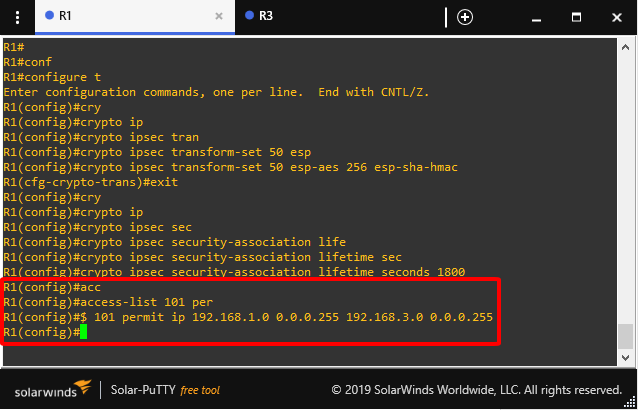 R1
R3
R1#
R1#conf
R1#configure t
Enter configuration commands, one per line.  End with CNTL/Z.
R1(config)#cry
R1(config)#crypto ip
R1(config)#crypto ipsec tran
R1(config)#crypto ipsec transform-set 50 esp
R1(config)#crypto ipsec transform-set 50 esp-aes 256 esp-sha-hmac
R1(cfg-crypto-trans)#exit
R1(config)#cry
R1(config)#crypto ip
R1(config)#crypto ipsec sec
R1(config)#crypto ipsec security-association life
R1(config)#crypto ipsec security-association lifetime sec
R1(config)#crypto ipsec security-association lifetime seconds 1800
R1(config)#acc
R1(config)#access-list 101 per
R1(config)#$ 101 permit ip 192.168.1.0 0.0.0.255 192.168.3.0 0.0.0.255
R1(config)#
solarwinds Solar-PuTTY free tool © 2019 SolarWinds Worldwide, LLC. All rights reserved.